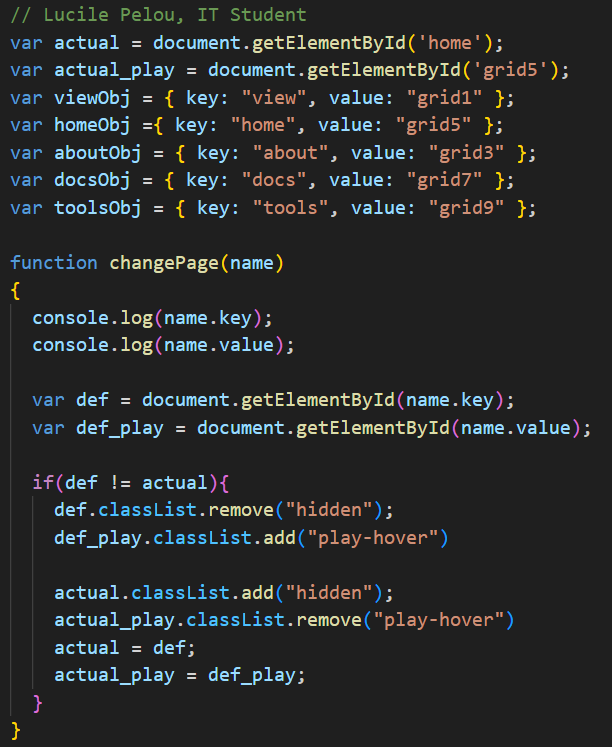 // Lucile Pelou, IT Student
var actual = document.getElementById('home');
var actual_play = document.getElementById('grid5');
var viewObj = { key: "view", value: "grid1" };
var homeObj ={ key: "home", value: "grid5" };
var aboutObj = { key: "about", value: "grid3" };
var docsObj = { key: "docs", value: "grid7" };
var toolsObj = { key: "tools", value: "grid9" };

function changePage(name)
{
  console.log(name.key);
  console.log(name.value);

  var def = document.getElementById(name.key);
  var def_play = document.getElementById(name.value);

  if(def != actual){
    def.classList.remove("hidden");
    def_play.classList.add("play-hover")

    actual.classList.add("hidden");
    actual_play.classList.remove("play-hover")
    actual = def;
    actual_play = def_play;
  }
}